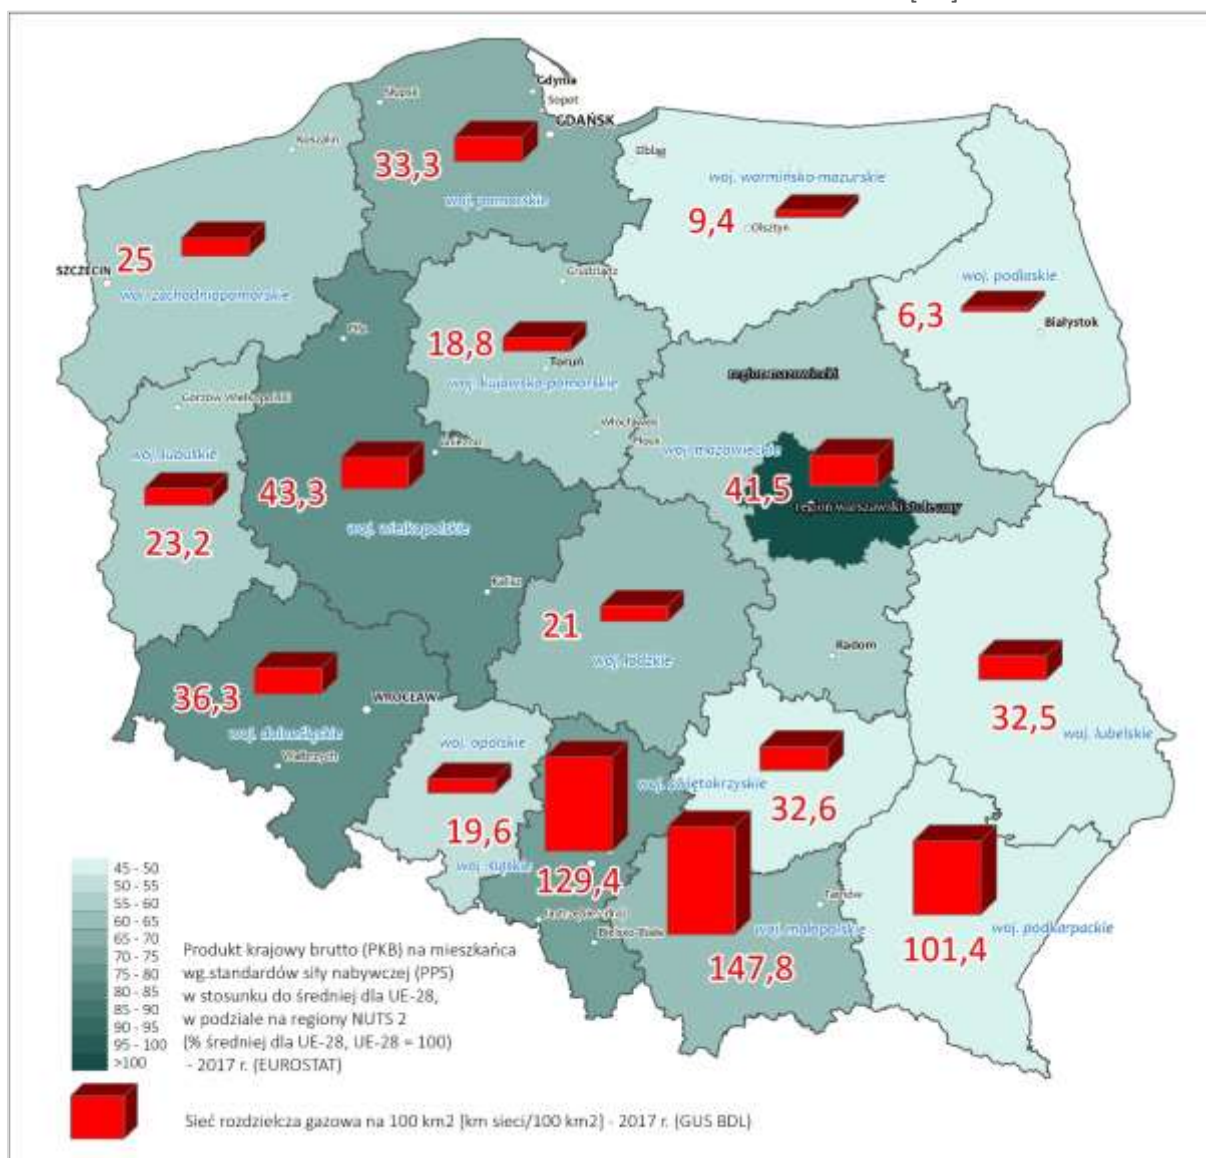 Gdynia
Słupsk
Sopot
GDAŃSK
Koszalin
33,3
Elbląg
woj. warmińsko-mazurskie
woj. pomorskie
9,4
Olsztyn
25
SZCZECIN
Grudziądz
woj. podlaskie
woj. zachodniopomorskie
6,3
Białystok
Piła
18,8
Toruń
region mazowiecki
woj. kujawsko-pomorskie
Gorzów Wielkopolski
Włocławek
Płock
woj. lubuskie
woj. mazowieckie
43,3
41,5
region warszawski stołeczny
woj. wielkopolskie
23,2
Kalisz
21
woj. łódzkie
Radom
36,3
WROCŁAW
32,5
woj. dolnośląskie
woj. lubelskie
woj. opolskie
Wałbrzych
woj. świętokrzyskie
19,6
32,6
129,4
Tarnów
Bielsko-Biała
woj. małopolskie
woj. podkarpackie
147,8
101,4
45 - 50
50 - 55
55 - 60
60 - 65
65 - 70
70 - 75
75 - 80
80 - 85
85 - 90
90 - 95
95 - 100
>100
Produkt krajowy brutto (PKB) na mieszkańca
wg.standardów siły nabywczej (PPS)
w stosunku do średniej dla UE-28,
w podziale na regiony NUTS 2
(% średniej dla UE-28, UE-28 = 100)
- 2017 r. (EUROSTAT)
Sieć rozdzielcza gazowa na 100 km2 [km sieci/100 km2] - 2017 r. (GUS BDL)